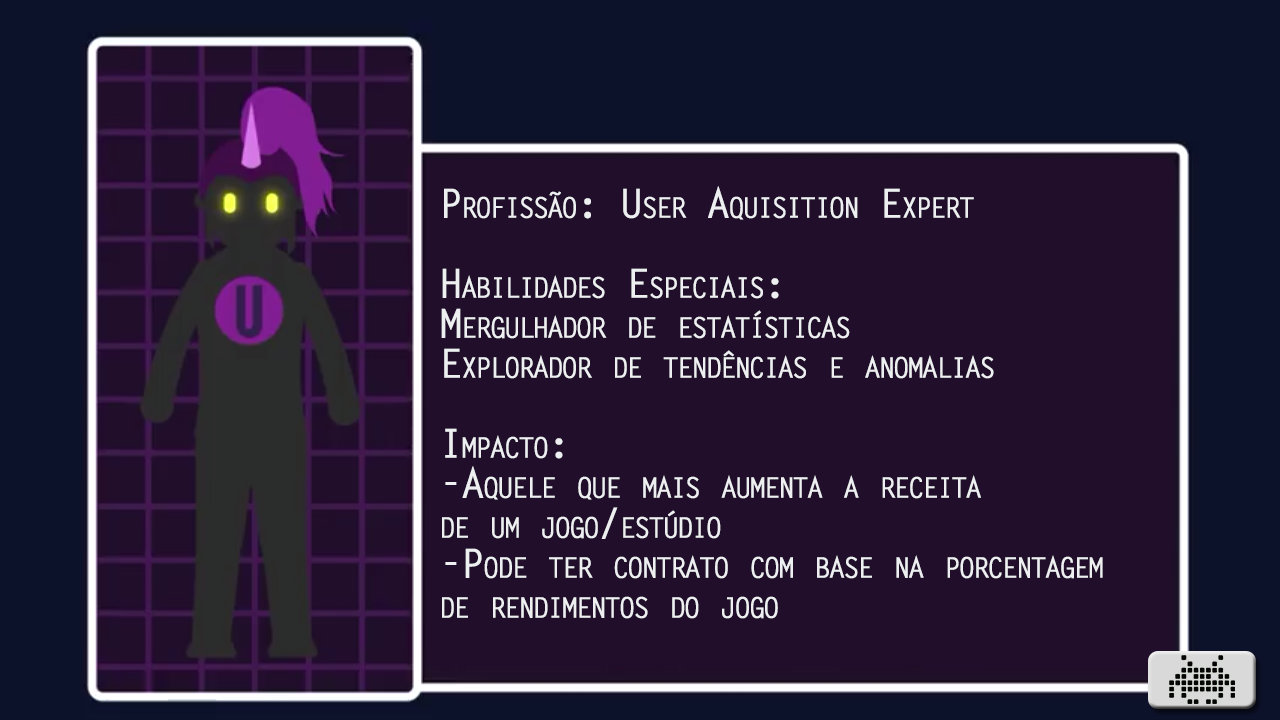 U
Profissão: User Aquisition Expert
Habilidades Especiais:
Mergulhador de estatísticas
Explorador de tendências e anomalias
Impacto:
-Aquele que mais aumenta a receita
de um jogo/estúdio
-Pode ter contrato com base na porcentagem
de rendimentos do jogo